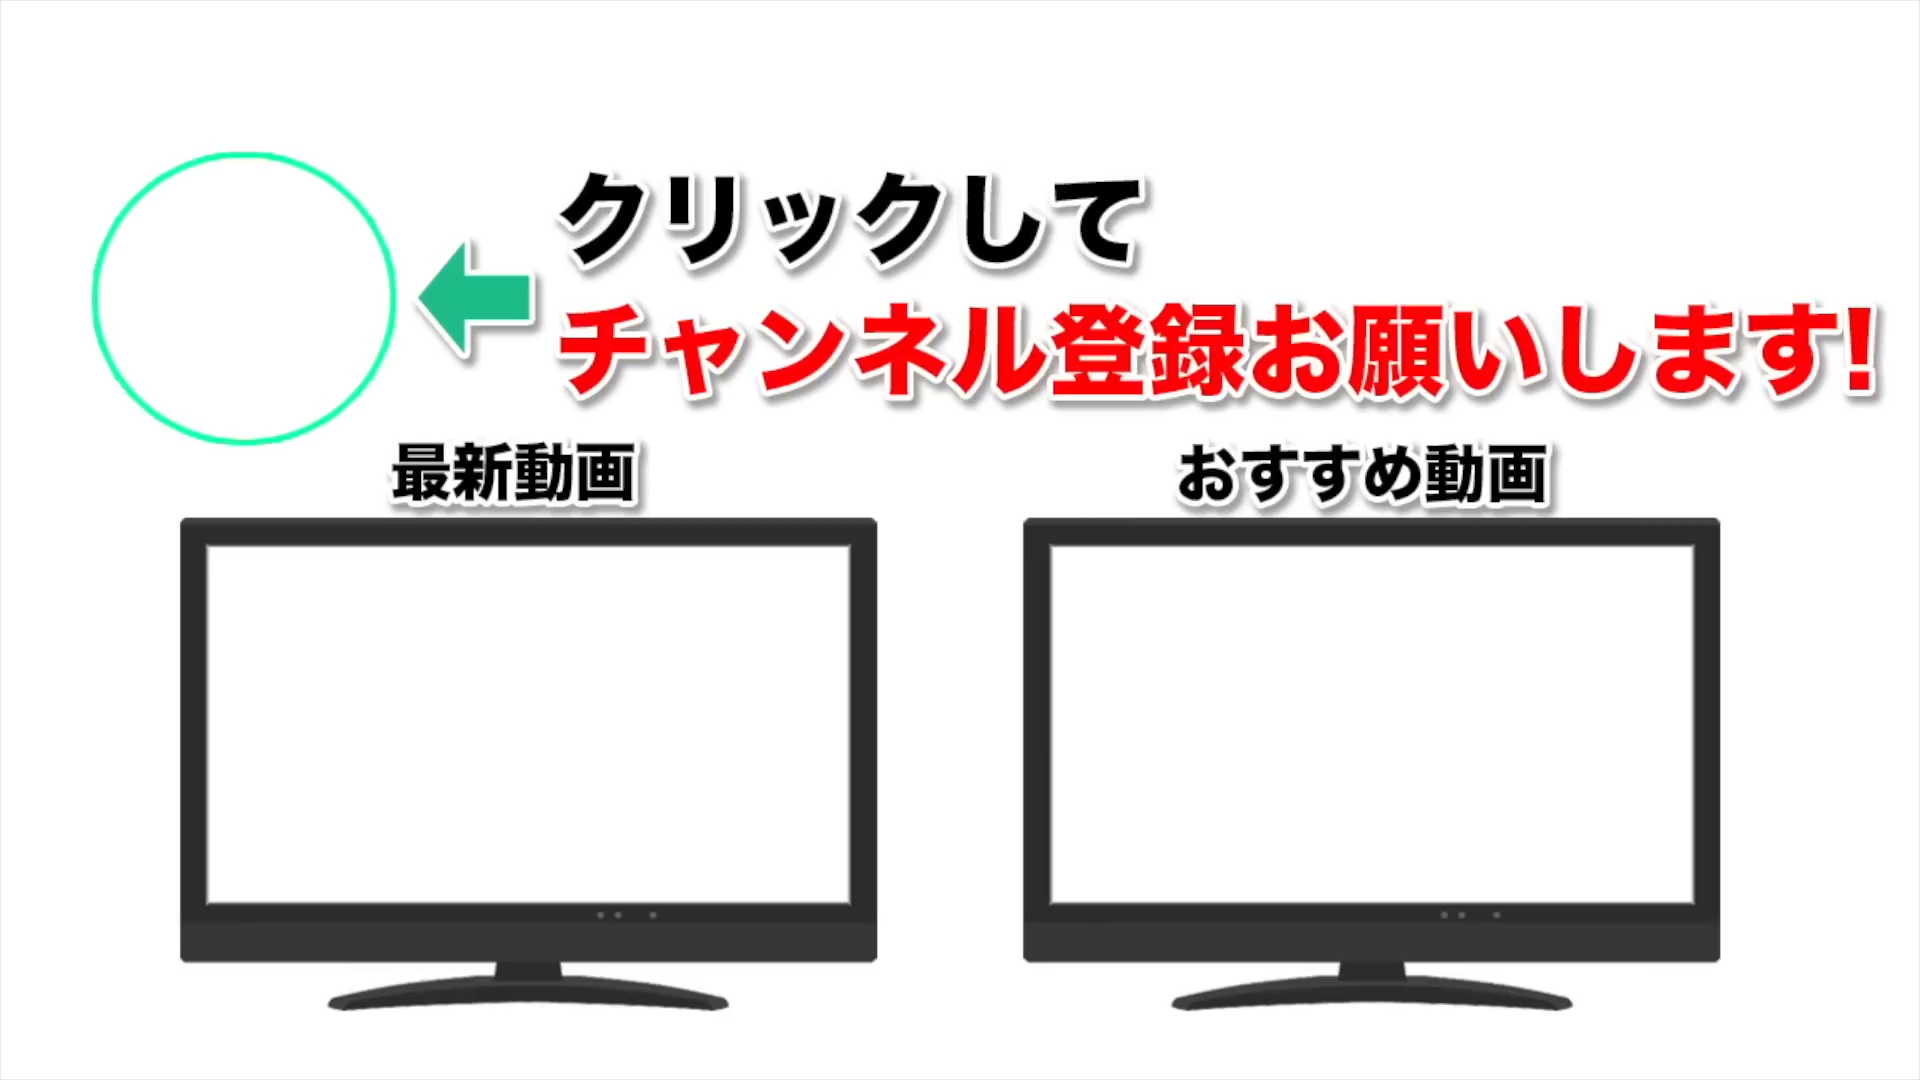 クリックして
チャンネル登録お願いします!
最新動画
おすすめ動画